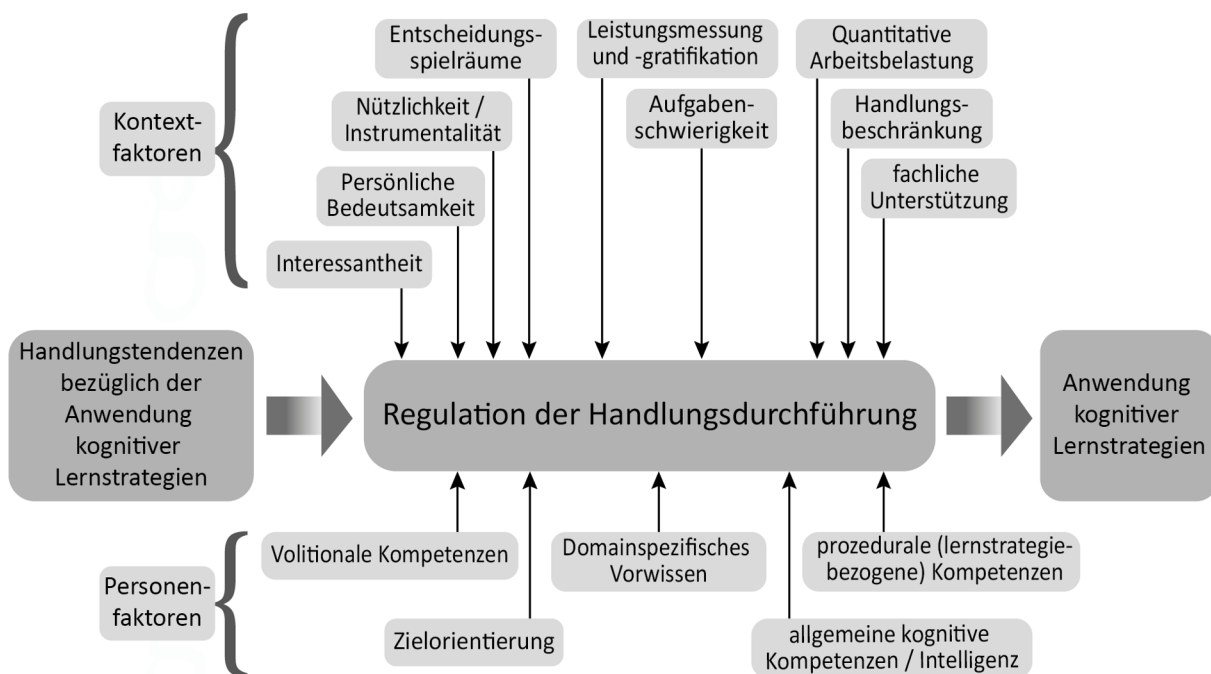 Kontext-
faktoren
Entscheidungs-
spielräume
Leistungsmessung
und -gratifikation
Quantitative
Arbeitsbelastung
Nützlichkeit /
Instrumentalität
Aufgaben-
schwierigkeit
Handlungs-
beschränkung
Persönliche
Bedeutsamkeit
fachliche
Unterstützung
Interessantheit
Handlungstendenzen
bezüglich der
Anwendung
kognitiver
Lernstrategien
Regulation der Handlungsdurchführung
Anwendung
kognitiver
Lernstrategien
Personen-
faktoren
Volitionale Kompetenzen
Domainspezifisches
Vorwissen
prozedurale (lernstrategie-
bezogene) Kompetenzen
Zielorientierung
allgemeine kognitive
Kompetenzen / Intelligenz